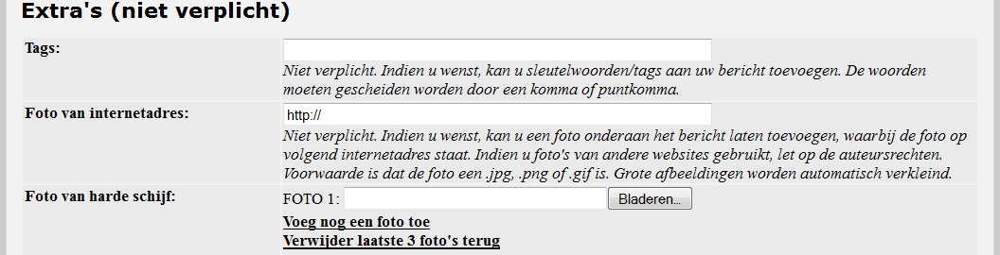 Extra's (niet verplicht)
Tags:
Niet verplicht. Indien u wenst, kan u sleutelwoorden/tags aan uw bericht toevoegen. De woorden
moeten gescheiden worden door een komma of puntkomma.
Foto van internetadres:
http://
Niet verplicht. Indien u wenst, kan u een foto onderaan het bericht laten toevoegen, waarbij de foto op
volgend internetadres staat. Indien u foto's van andere websites gebruikt, let op de auteursrechten.
Voorwaarde is dat de foto een .jpg, .png of .gif is. Grote afbeeldingen worden automatisch verkleind.
Foto van harde schijf:
FOTO 1: Bladeren...
Voeg nog een foto toe
Verwijder laatste 3 foto's terug